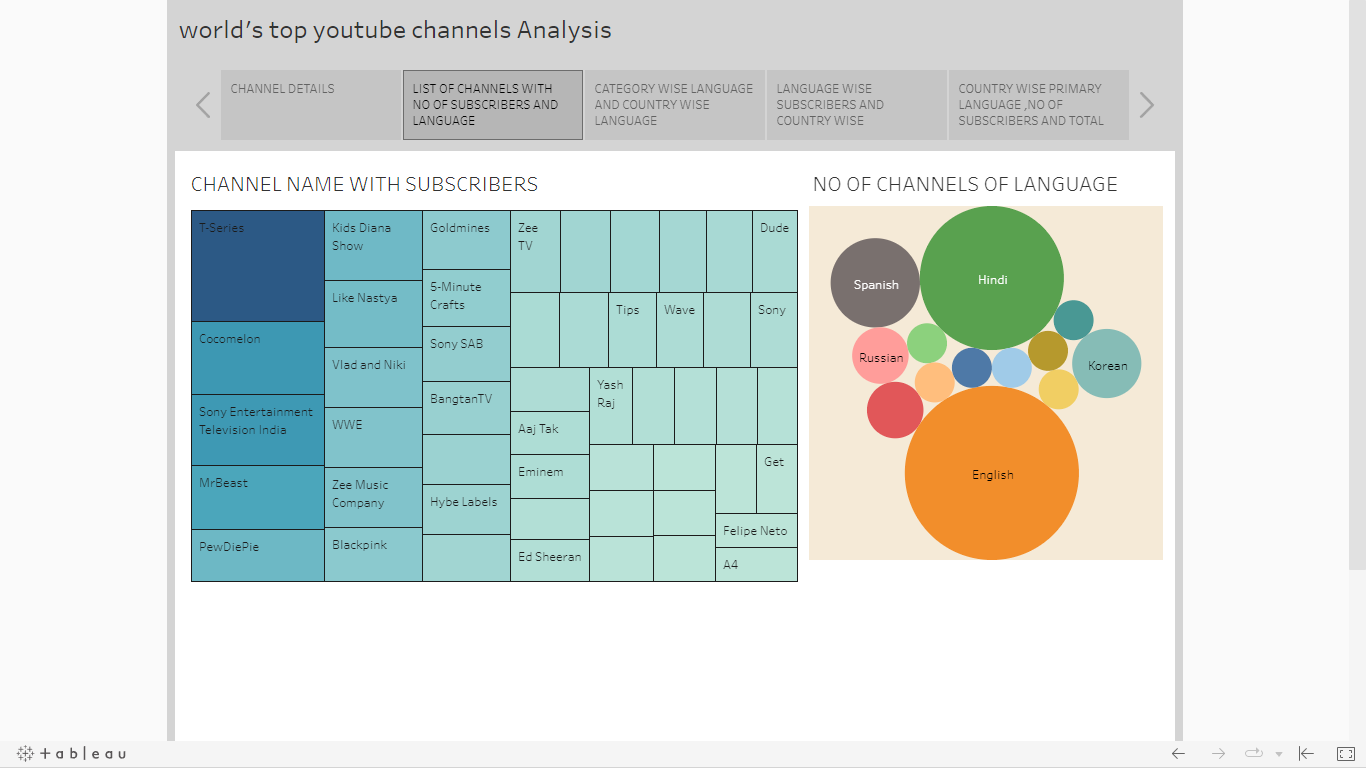 world's top youtube channels Analysis
CHANNEL DETAILS
LIST OF CHANNELS WITH
NO OF SUBSCRIBERS AND
LANGUAGE
CATEGORY WISE LANGUAGE
AND COUNTRY WISE
LANGUAGE
LANGUAGE WISE
SUBSCRIBERS AND
COUNTRY WISE
COUNTRY WISE PRIMARY
LANGUAGE ,NO OF
SUBSCRIBERS AND TOTAL
CHANNEL NAME WITH SUBSCRIBERS
T-Series
Cocomelon
Sony Entertainment
Television India
MrBeast
PewDiePie
Kids Diana
Show
Like Nastya
Vlad and Niki
WWE
Zee Music
Company
Blackpink
Goldmines
5-Minute
Crafts
Sony SAB
BangtanTV
Hybe Labels
Zee
TV
Dude
Tips
Wave
Sony
Aaj Tak
Eminem
Ed Sheeran
Yash
Raj
Get
Felipe Neto
A4
NO OF CHANNELS OF LANGUAGE
Spanish
Hindi
Russian
Korean
English
+ableau